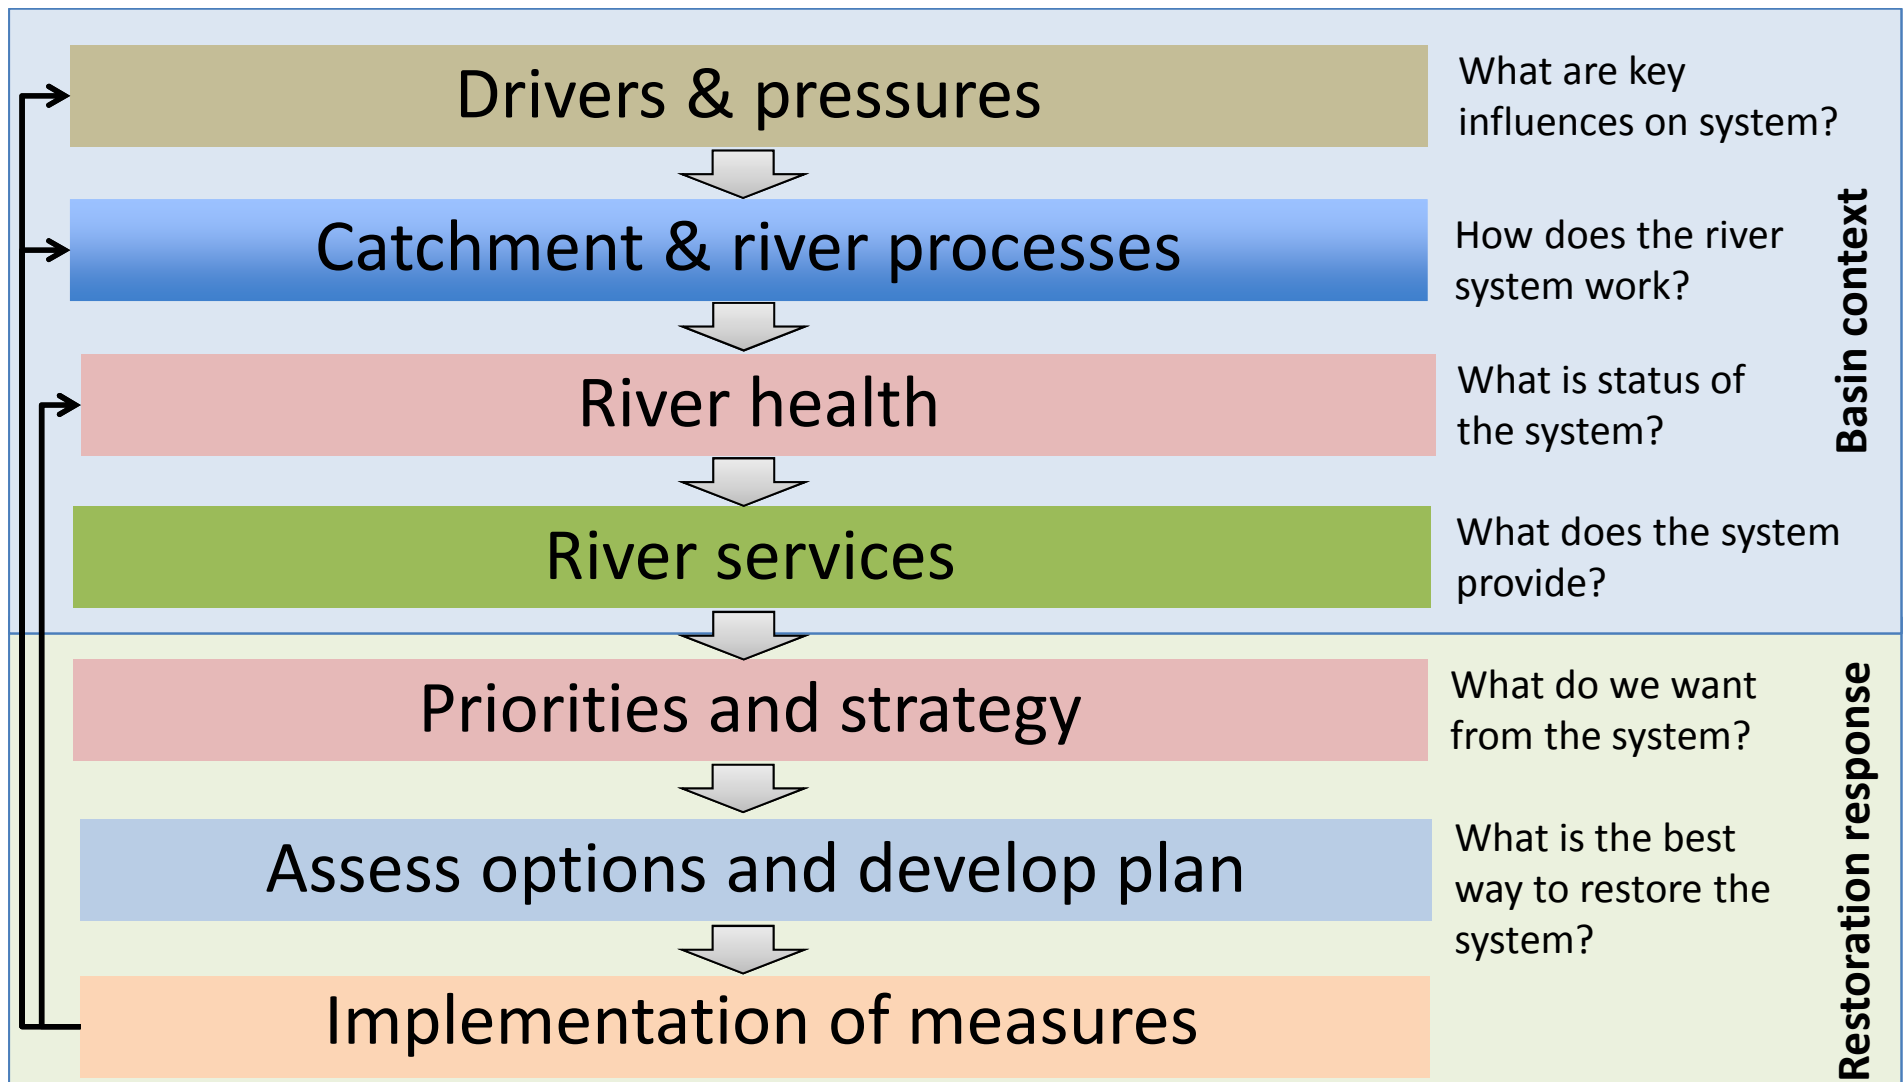 Drivers & pressures
What are key
influences on system?
Catchment & river processes
How does the river
system work?
River health
What is status of
the system?
River services
What does the system
provide?
Basin context
Priorities and strategy
What do we want
from the system?
Assess options and develop plan
What is the best
way to restore the
system?
Implementation of measures
Restoration response